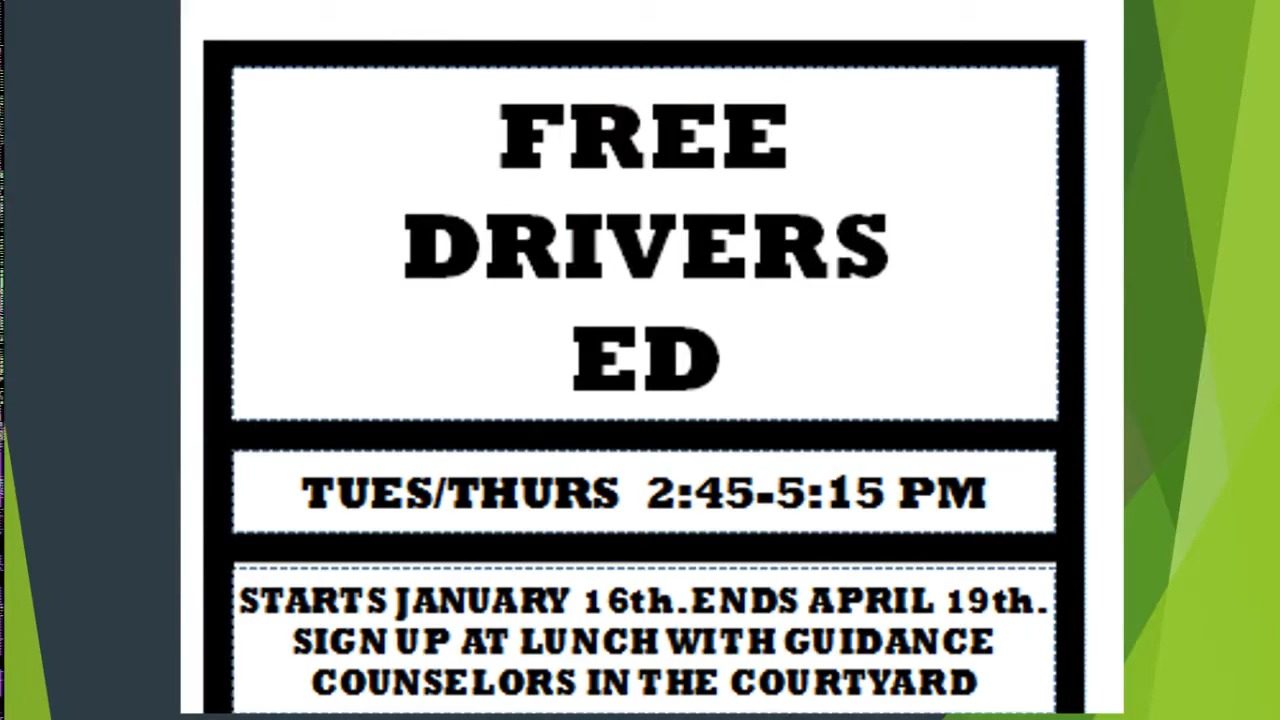 FREE
DRIVERS
ED
TUES/THURS 2:45-5:15 PM
STARTS JANUARY 16th.ENDS APRIL 19th.
SIGN UP AT LUNCH WITH GUIDANCE
COUNSELORS IN THE COURTYARD